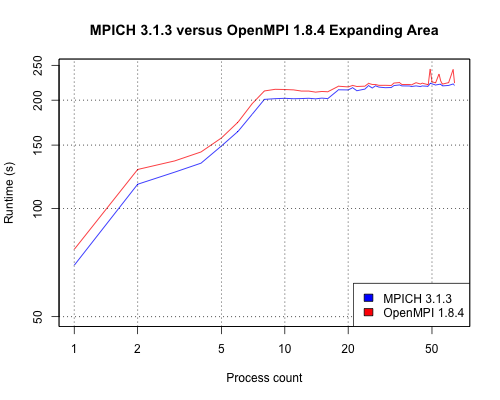 MPICH 3.1.3 versus OpenMPI 1.8.4 Expanding Area
Runtime (s)
250
200
150
100
50
MPICH 3.1.3
OpenMPI 1.8.4
1 2 5 10 20 50
Process count